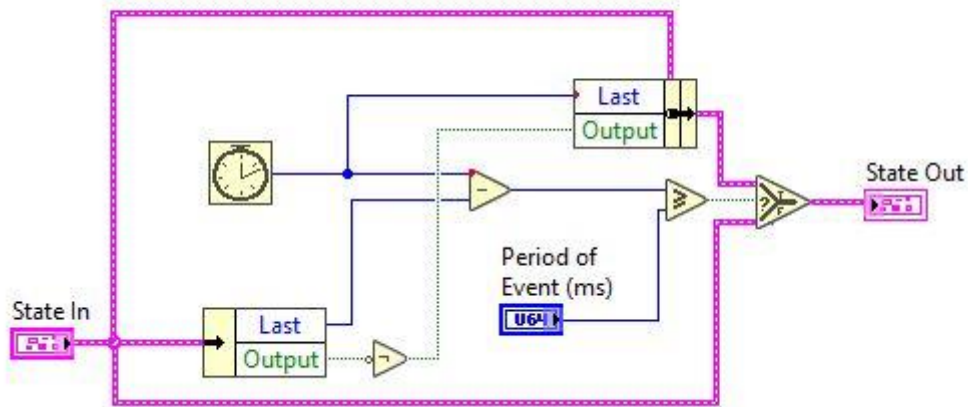 Last
Output
State Out
Period of
Event (ms)
U64
State In
Last
Output